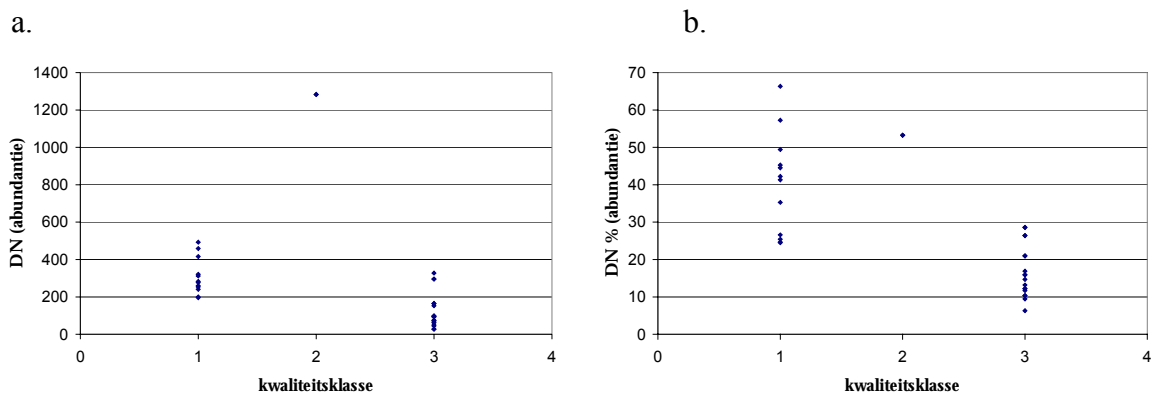 a.
b.
1400
1200
1000
800
600
400
200
0
DN (abundantie)
0 1 2 3 4
kwaliteitsklasse
70
60
50
40
30
20
10
0
DN % (abundantie)
0 1 2 3 4
kwaliteitsklasse